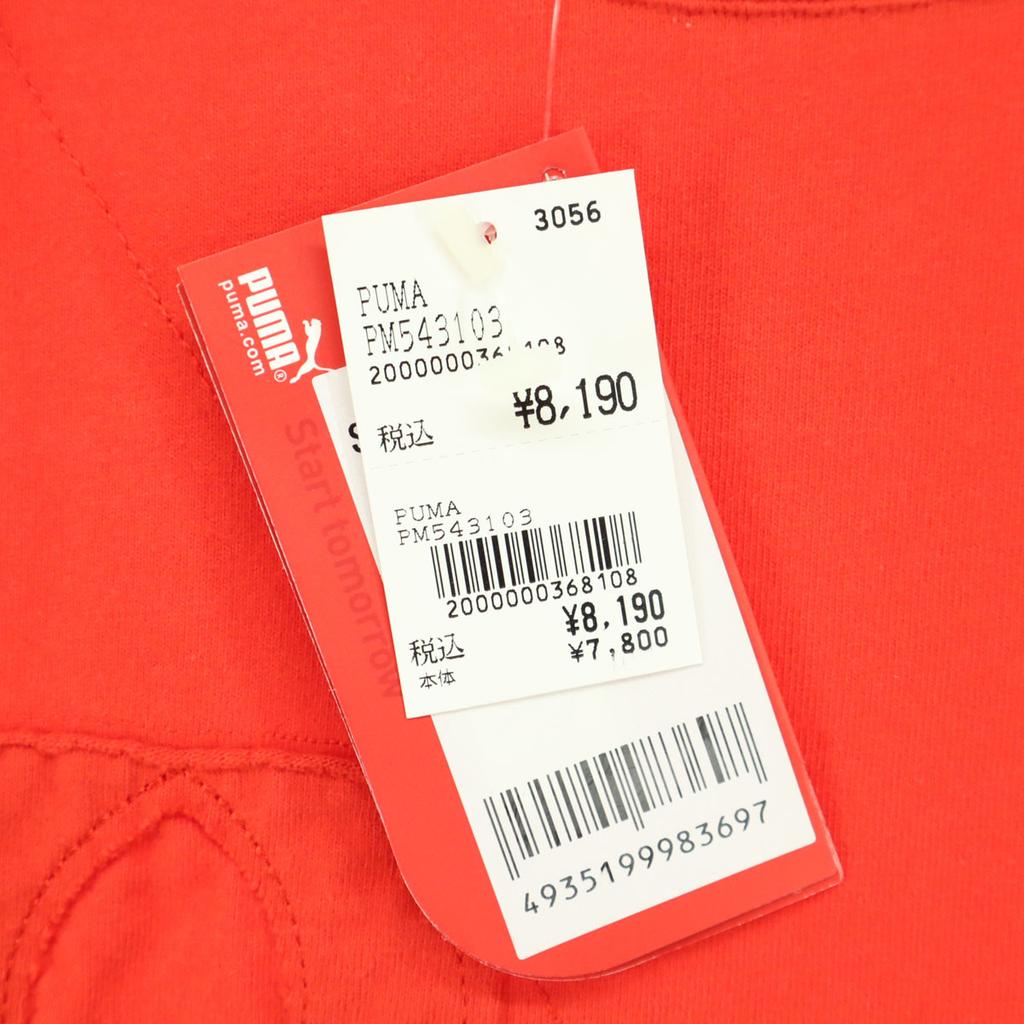 PUMA®
puma.com
Start tomorrow
3056
PUMA
PM543103
¥8,190
税込
PUMA
PM543103
2000000368108
¥8,190
税込
¥7,800
本体
4935199983697